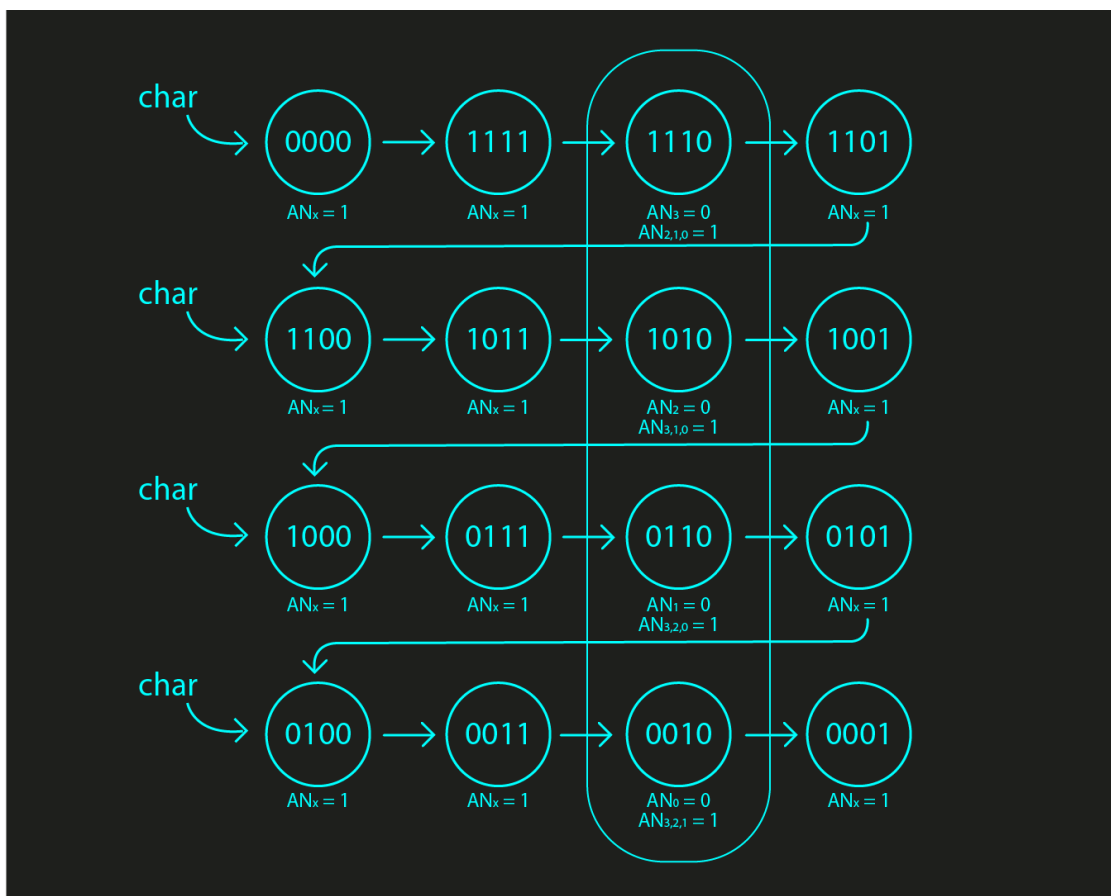 char
0000 1111 1110 1101
ANx = 1 ANx = 1 AN3 = 0 ANx = 1
AN2,1,0 = 1
char
1100 1011 1010 1001
ANx = 1 ANx = 1 AN2 = 0 ANx = 1
AN3,1,0 = 1
char
1000 0111 0110 0101
ANx = 1 ANx = 1 AN1 = 0 ANx = 1
AN3,2,0 = 1
char
0100 0011 0010 0001
ANx = 1 ANx = 1 AN0 = 0 ANx = 1
AN3,2,1 = 1